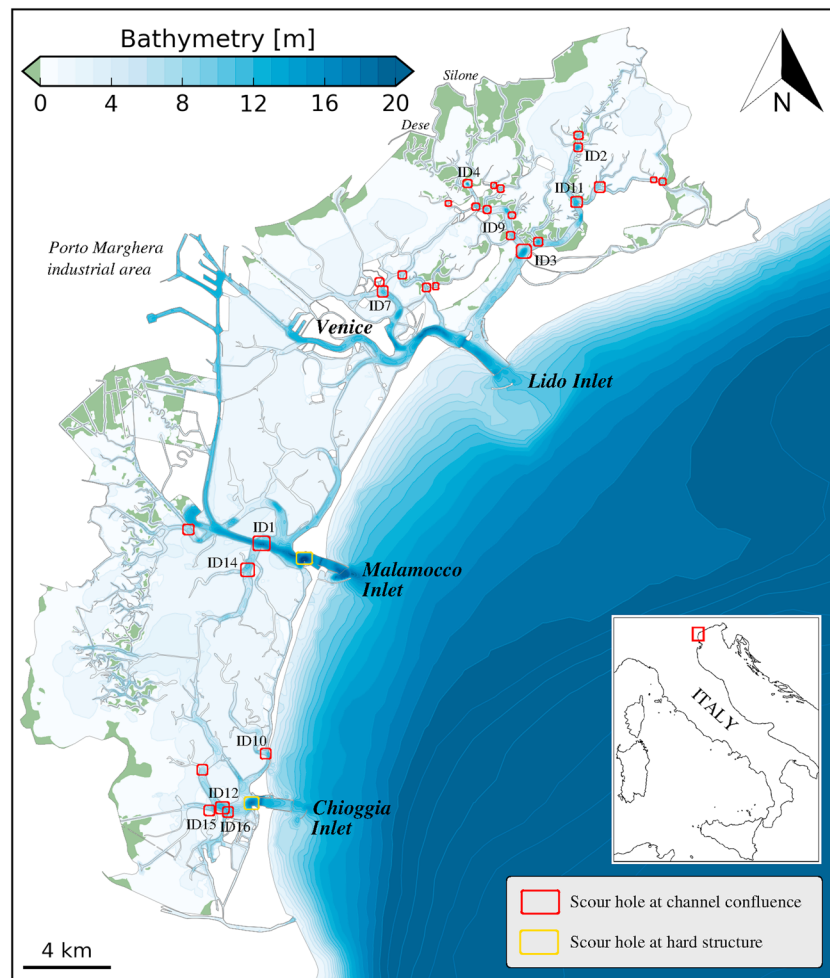 Bathymetry [m]
0 4 8 12 16 20
Silone
N
Dese
ID2
ID4
ID11
ID9
Porto Marghera
industrial area
ID3
ID7
Venice
Lido Inlet
ID1
ID14
Malamocco
Inlet
ITALY
ID10
ID12
Chioggia
Inlet
ID15 ID16
Scour hole at channel confluence
Scour hole at hard structure
4 km